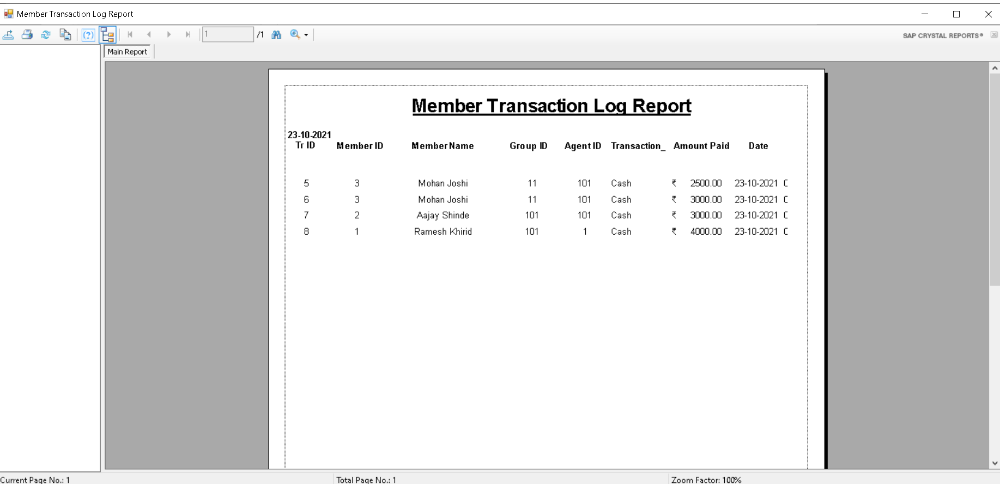 Member Transaction Log Report
1 /1 SAP CRYSTAL REPORTS®
Main Report
Member Transaction Log Report
23-10-2021
Tr ID Member ID Member Name Group ID Agent ID Transaction_ Amount Paid Date
5 3 Mohan Joshi 11 101 Cash ₹ 2500.00 23-10-2021
6 3 Mohan Joshi 11 101 Cash ₹ 3000.00 23-10-2021
7 2 Aajay Shinde 101 101 Cash ₹ 3000.00 23-10-2021
8 1 Ramesh Khirid 101 1 Cash ₹ 4000.00 23-10-2021
Current Page No.: 1 Total Page No.: 1 Zoom Factor: 100%